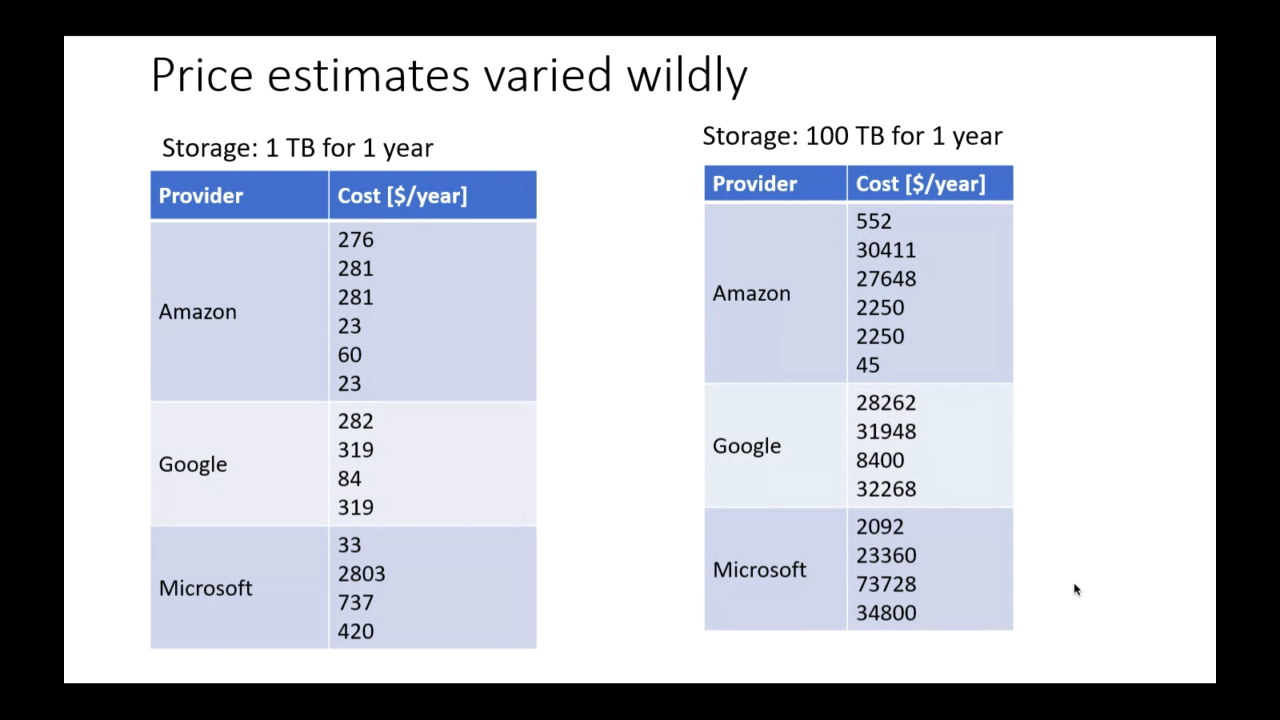 Price estimates varied wildly
Storage: 1 TB for 1 year
Provider Cost [$/year]
Amazon
276
281
281
23
60
23
Google
282
319
84
319
Microsoft
33
2803
737
420
Storage: 100 TB for 1 year
Provider Cost [$/year]
Amazon
552
30411
27648
2250
2250
45
Google
28262
31948
8400
32268
Microsoft
2092
23360
73728
34800